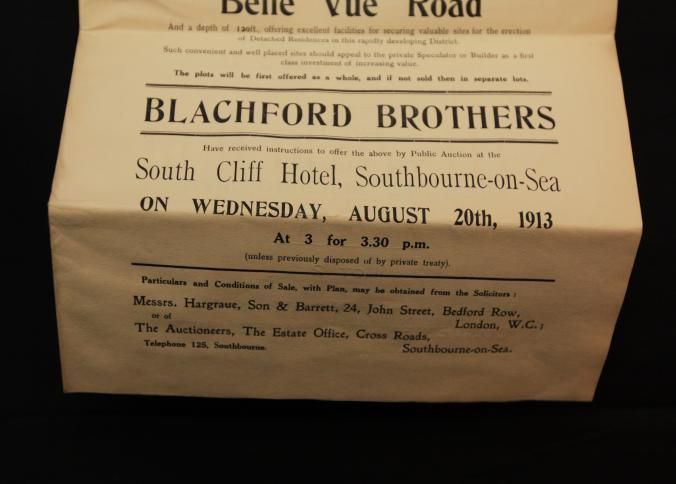 Belle Vue Road
And a depth of 120ft., offering excellent facilities for securing valuable sites for the erection
of Detached Residences in this rapidly developing District.
Such convenient and well placed sites should appeal to the private Speculator or Builder as a first
class investment of increasing value.
The plots will be first offered as a whole, and if not sold then in separate lots.
BLACHFORD BROTHERS
Have received instructions to offer the above by Public Auction at the
South Cliff Hotel, Southbourne-on-Sea
ON WEDNESDAY, AUGUST 20th, 1913
At 3 for 3.30 p.m.
(unless previously disposed of by private treaty).
Particulars and Conditions of Sale, with Plan, may be obtained from the Solicitors:
Messrs. Hargraue, Son & Barrett, 24, John Street, Bedford Row,
London, W.C.;
or of
The Auctioneers, The Estate Office, Cross Roads,
Southbourne-on-Sea.
Telephone 125, Southbourne.